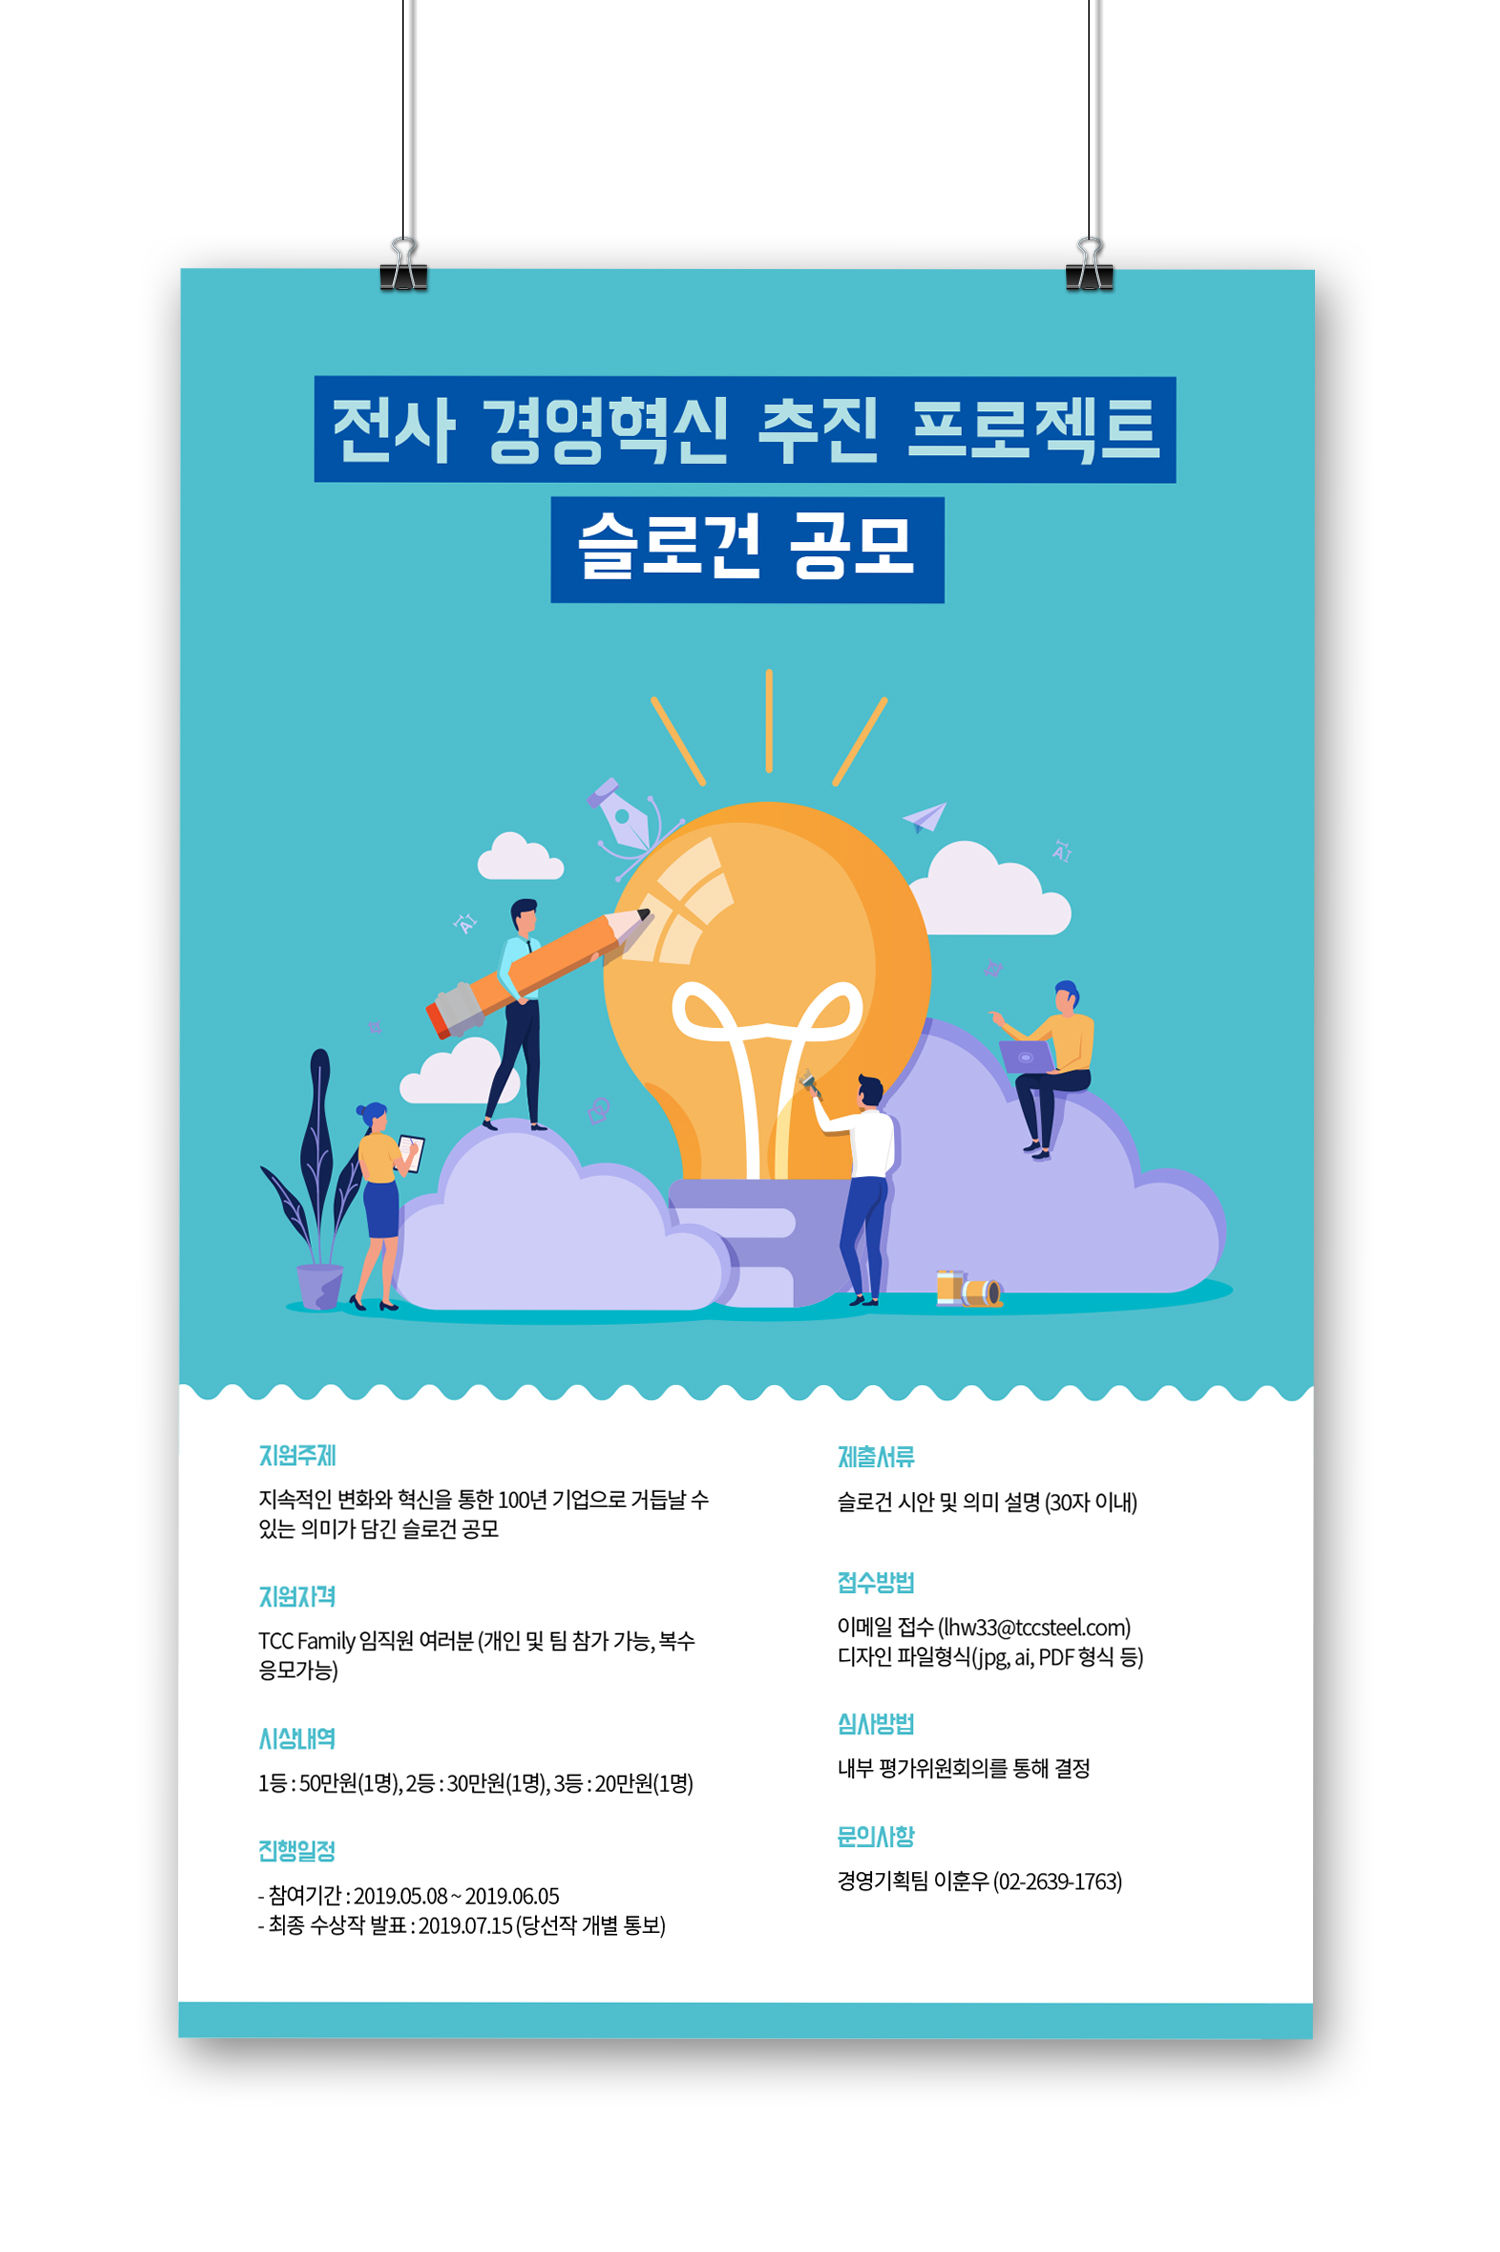 전사 경영혁신 추진 프로젝트
슬로건 공모
AI
AI
지원주제
지속적인 변화와 혁신을 통한 100년 기업으로 거듭날 수
있는 의미가 담긴 슬로건 공모
지원자격
TCC Family 임직원 여러분 (개인 및 팀 참가 가능, 복수
응모가능)
시상내역
1등 : 50만원(1명), 2등 : 30만원(1명), 3등 : 20만원(1명)
진행일정
- 참여기간 : 2019.05.08 ~ 2019.06.05
- 최종 수상작 발표 : 2019.07.15 (당선작 개별 통보)
제출서류
슬로건 시안 및 의미 설명 (30자 이내)
접수방법
이메일 접수 (lhw33@tccsteel.com)
디자인 파일형식(jpg, ai, PDF 형식 등)
심사방법
내부 평가위원회의를 통해 결정
문의사항
경영기획팀 이훈우 (02-2639-1763)